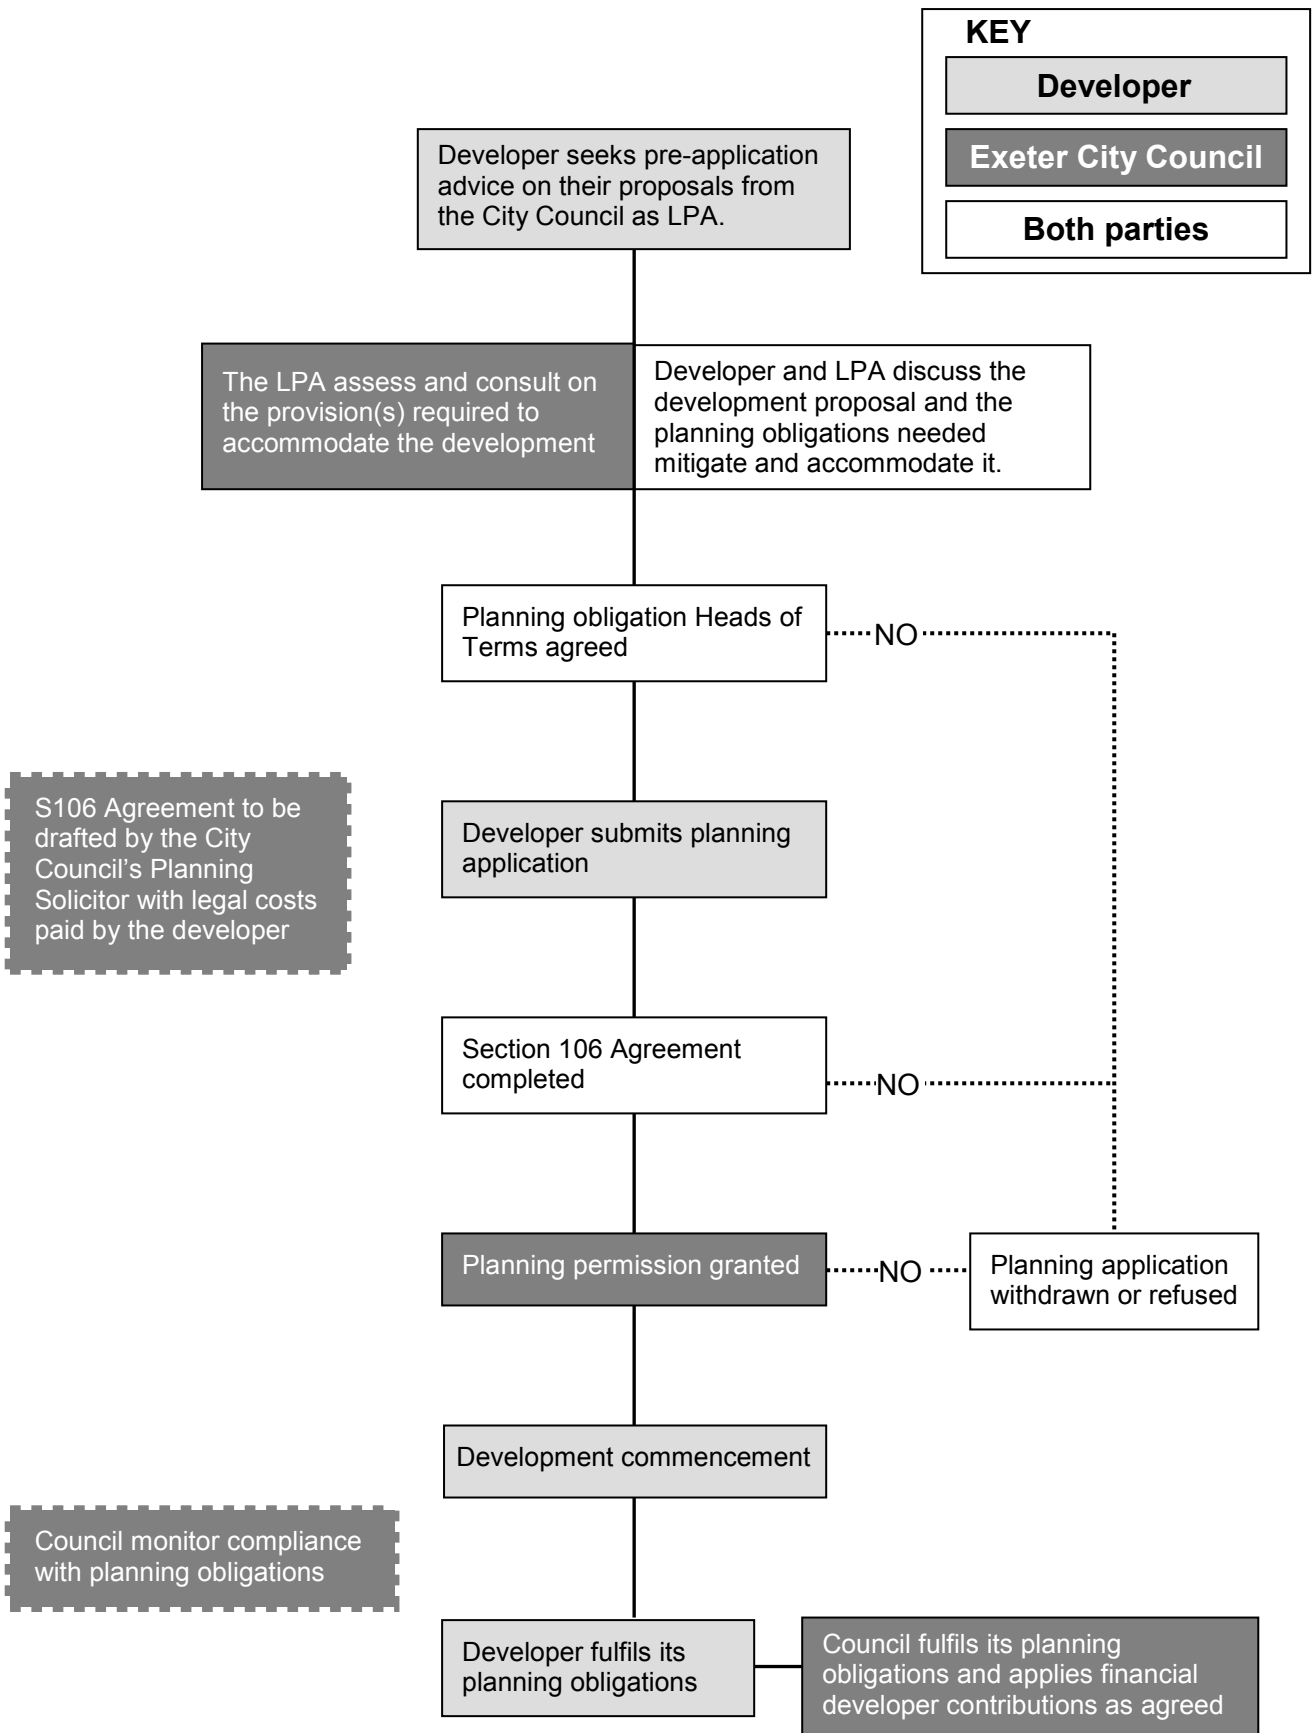 KEY
Developer
Exeter City Council
Both parties
Developer seeks pre-application
advice on their proposals from
the City Council as LPA.
The LPA assess and consult on
the provision(s) required to
accommodate the development
Developer and LPA discuss the
development proposal and the
planning obligations needed
mitigate and accommodate it.
Planning obligation Heads of
Terms agreed
NO
S106 Agreement to be
drafted by the City
Council’s Planning
Solicitor with legal costs
paid by the developer
Developer submits planning
application
Section 106 Agreement
completed
NO
Planning permission granted
NO
Planning application
withdrawn or refused
Development commencement
Council monitor compliance
with planning obligations
Developer fulfils its
planning obligations
Council fulfils its planning
obligations and applies financial
developer contributions as agreed